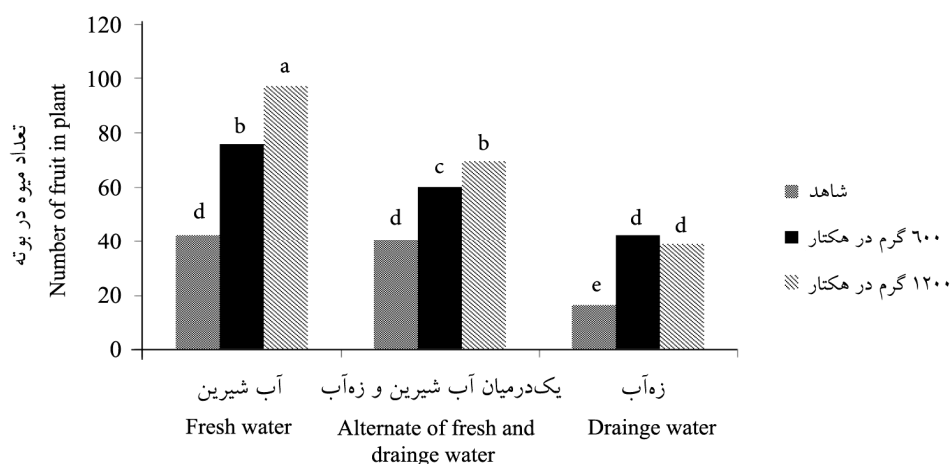 120
100
80
60
40
20
0
تعداد میوه در بوته
Number of fruit in plant
d
b
a
d
c
b
e
d
d
آب شیرین
Fresh water
یک‌درمیان آب شیرین و زه‌آب
Alternate of fresh and
drainge water
زه‌آب
Drainge water
شاهد
٦٠٠ گرم در هکتار
١٢٠٠ گرم در هکتار